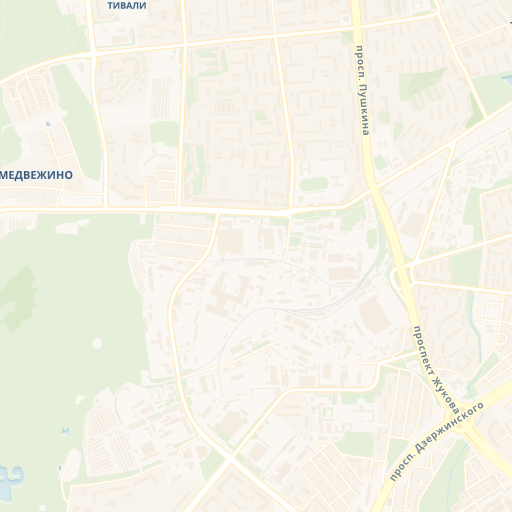 ТИВАЛИ
просп. Пушкина
МЕДВЕЖИНО
проспект Жукова
просп. Дзержинского